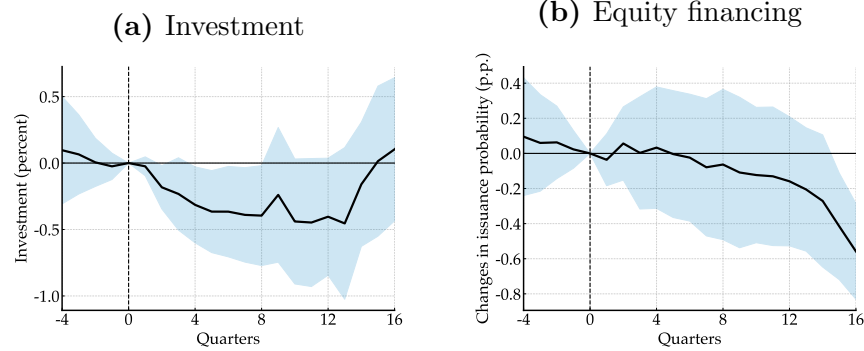 (a) Investment
Investment (percent)
0.5
0.0
-0.5
-1.0
-4 0 4 8 12 16
Quarters
(b) Equity financing
Changes in issuance probability (p.p.)
0.4
0.2
0.0
-0.2
-0.4
-0.6
-0.8
-4 0 4 8 12 16
Quarters